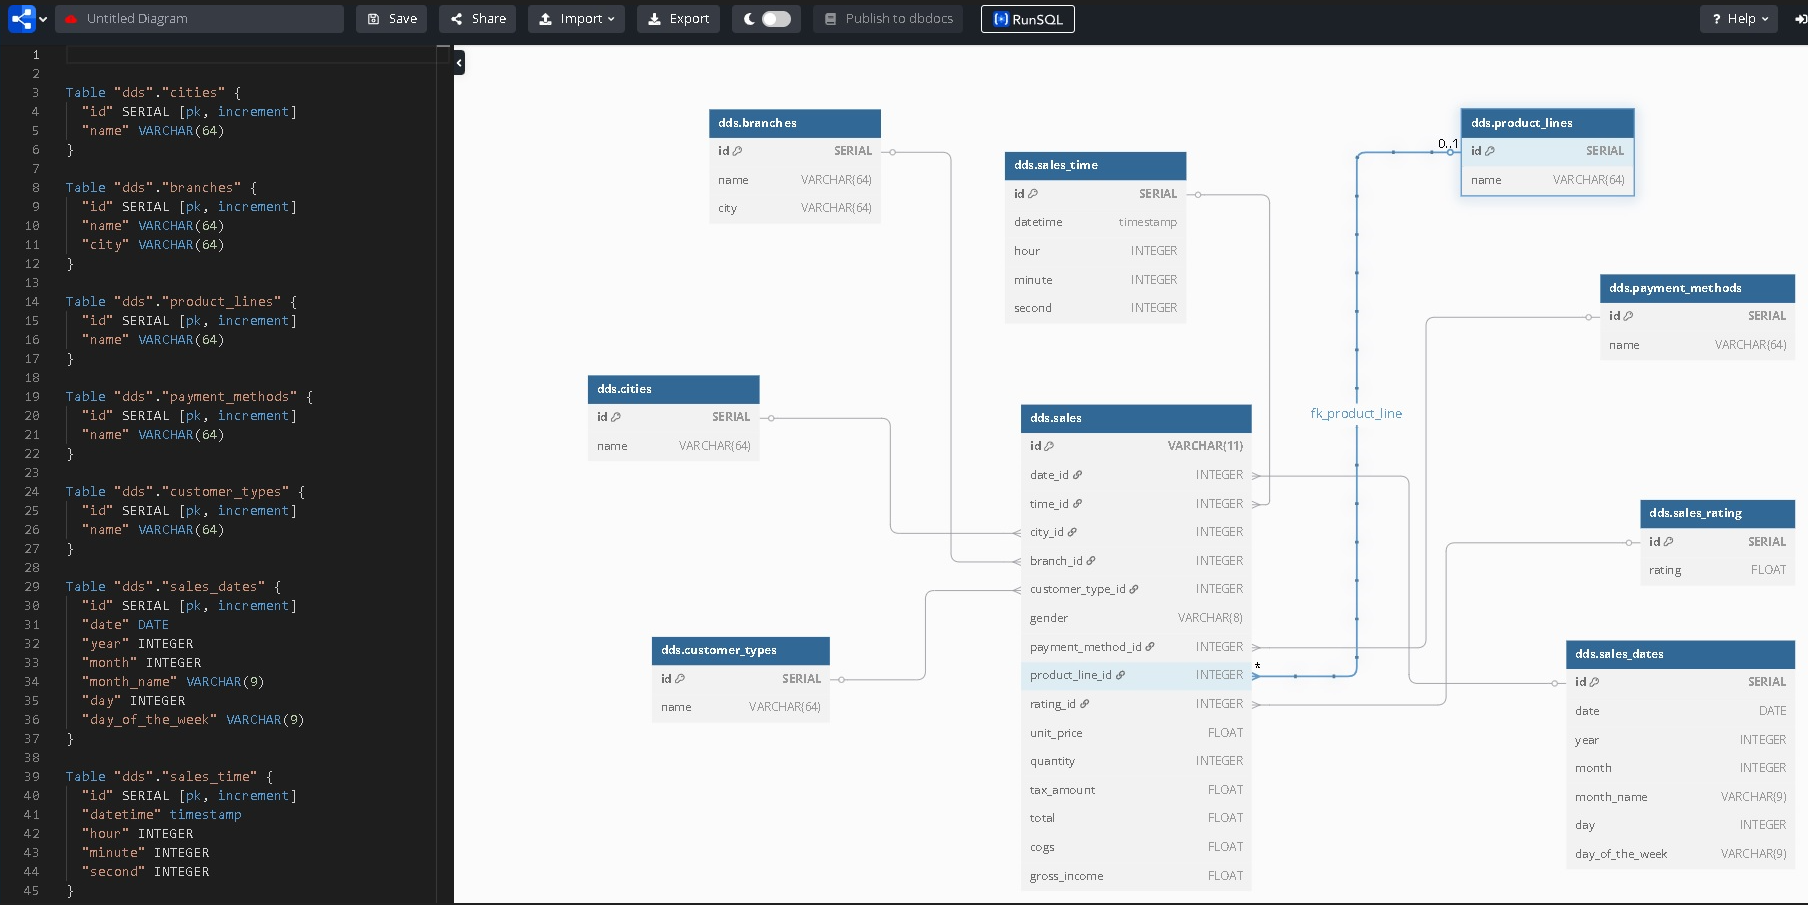 Untitled Diagram
Save
Share
Import
Export
Publish to dbdocs
RunSQL
? Help
1
2
3 Table "dds"."cities" {
4 "id" SERIAL [pk, increment]
5 "name" VARCHAR(64)
6 }
7
8 Table "dds"."branches" {
9 "id" SERIAL [pk, increment]
10 "name" VARCHAR(64)
11 "city" VARCHAR(64)
12 }
13
14 Table "dds"."product_lines" {
15 "id" SERIAL [pk, increment]
16 "name" VARCHAR(64)
17 }
18
19 Table "dds"."payment_methods" {
20 "id" SERIAL [pk, increment]
21 "name" VARCHAR(64)
22 }
23
24 Table "dds"."customer_types" {
25 "id" SERIAL [pk, increment]
26 "name" VARCHAR(64)
27 }
28
29 Table "dds"."sales_dates" {
30 "id" SERIAL [pk, increment]
31 "date" DATE
32 "year" INTEGER
33 "month" INTEGER
34 "month_name" VARCHAR(9)
35 "day" INTEGER
36 "day_of_the_week" VARCHAR(9)
37 }
38
39 Table "dds"."sales_time" {
40 "id" SERIAL [pk, increment]
41 "datetime" timestamp
42 "hour" INTEGER
43 "minute" INTEGER
44 "second" INTEGER
45 }
dds.branches
id SERIAL
name VARCHAR(64)
city VARCHAR(64)
dds.sales_time
id SERIAL
datetime timestamp
hour INTEGER
minute INTEGER
second INTEGER
0..1
dds.product_lines
id SERIAL
name VARCHAR(64)
dds.payment_methods
id SERIAL
name VARCHAR(64)
dds.cities
id SERIAL
name VARCHAR(64)
fk_product_line
dds.sales
id VARCHAR(11)
date_id INTEGER
time_id INTEGER
city_id INTEGER
branch_id INTEGER
customer_type_id INTEGER
gender VARCHAR(8)
payment_method_id INTEGER
product_line_id INTEGER *
rating_id INTEGER
unit_price FLOAT
quantity INTEGER
tax_amount FLOAT
total FLOAT
cogs FLOAT
gross_income FLOAT
dds.sales_rating
id SERIAL
rating FLOAT
dds.customer_types
id SERIAL
name VARCHAR(64)
dds.sales_dates
id SERIAL
date DATE
year INTEGER
month INTEGER
month_name VARCHAR(9)
day INTEGER
day_of_the_week VARCHAR(9)